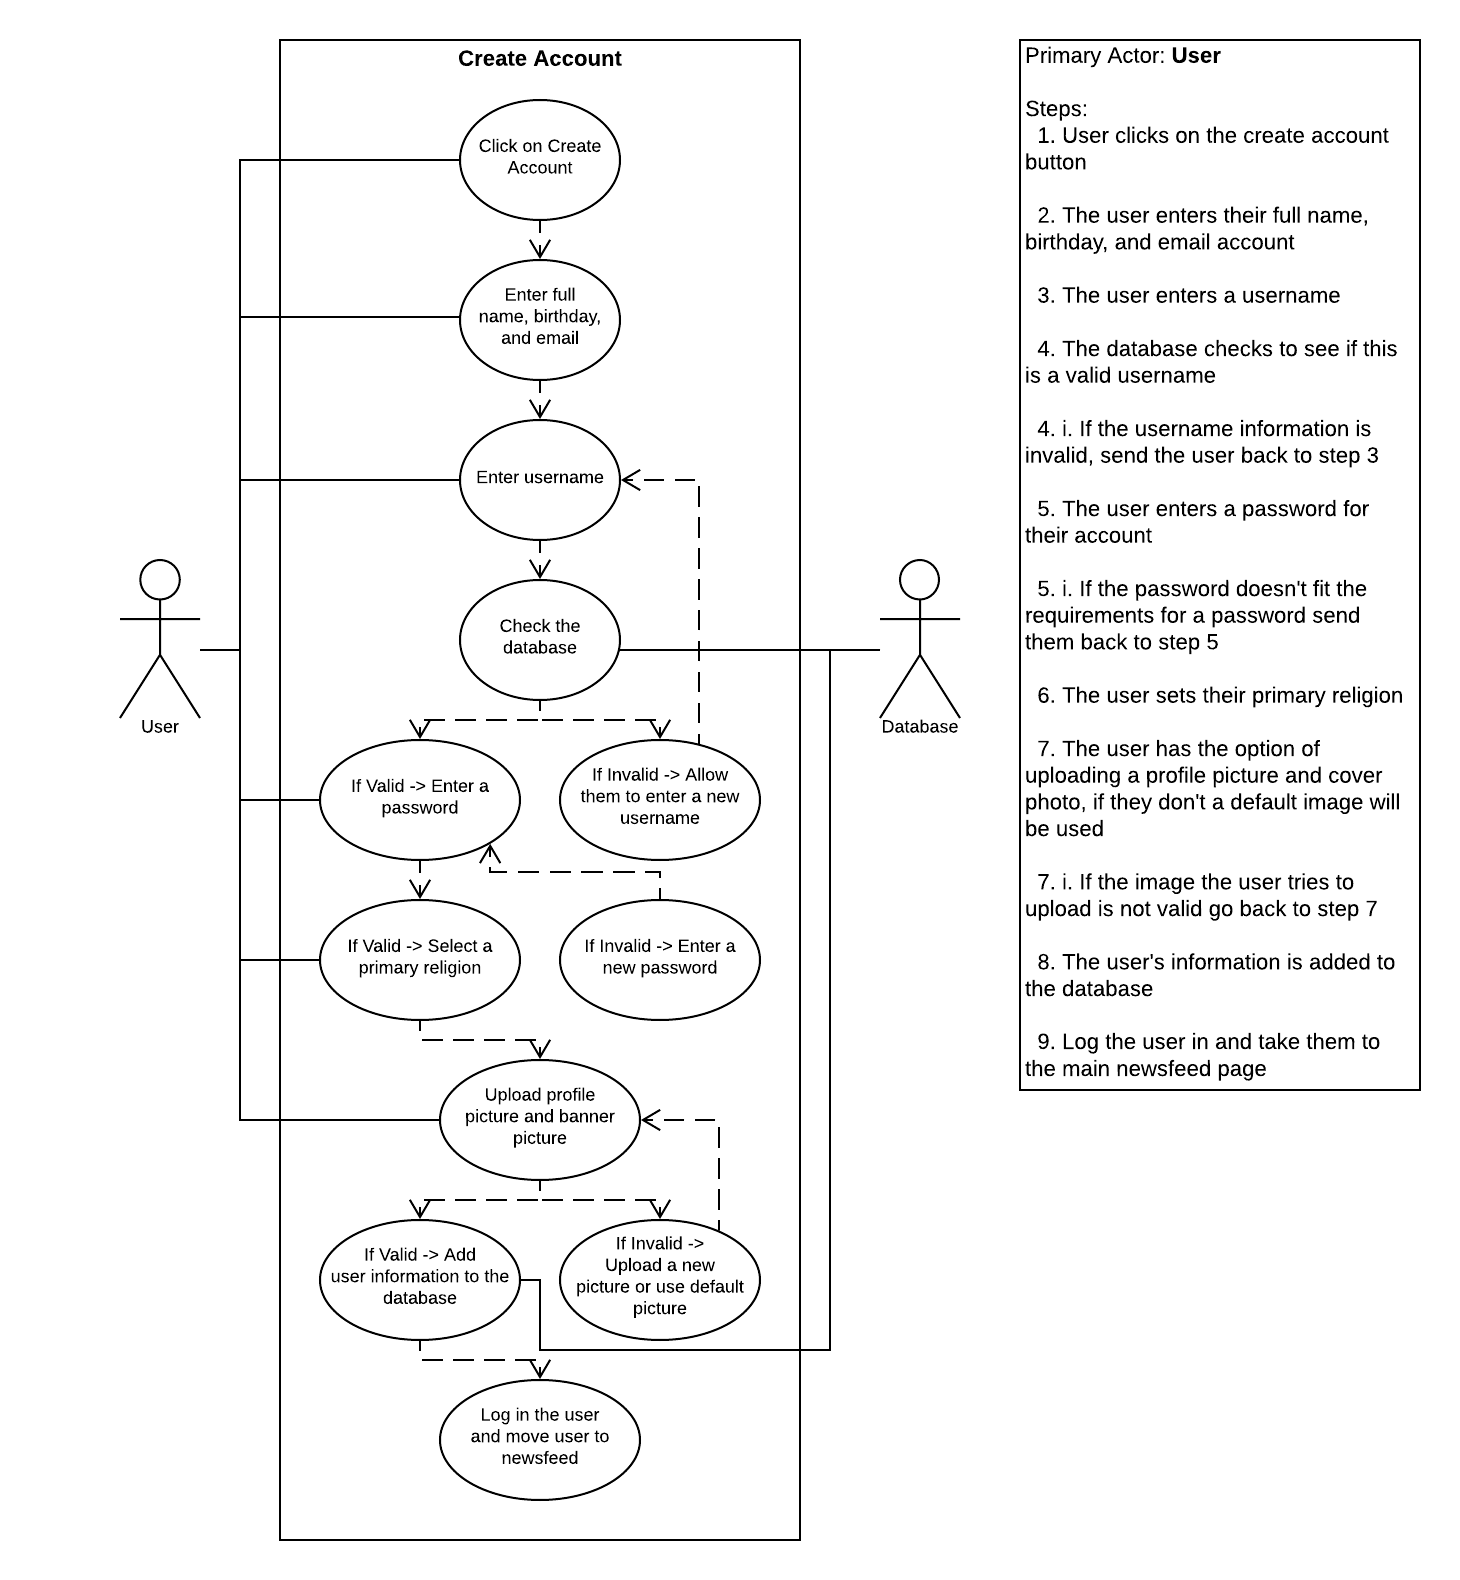 Create Account
Click on Create
Account
Enter full
name, birthday,
and email
Enter username
Check the
database
User
Database
If Valid -> Enter a
password
If Invalid -> Allow
them to enter a new
username
If Valid -> Select a
primary religion
If Invalid -> Enter a
new password
Upload profile
picture and banner
picture
If Valid -> Add
user information to the
database
If Invalid ->
Upload a new
picture or use default
picture
Log in the user
and move user to
newsfeed
Primary Actor: User
Steps:
1. User clicks on the create account
button
2. The user enters their full name,
birthday, and email account
3. The user enters a username
4. The database checks to see if this
is a valid username
4. i. If the username information is
invalid, send the user back to step 3
5. The user enters a password for
their account
5. i. If the password doesn't fit the
requirements for a password send
them back to step 5
6. The user sets their primary religion
7. The user has the option of
uploading a profile picture and cover
photo, if they don't a default image will
be used
7. i. If the image the user tries to
upload is not valid go back to step 7
8. The user's information is added to
the database
9. Log the user in and take them to
the main newsfeed page